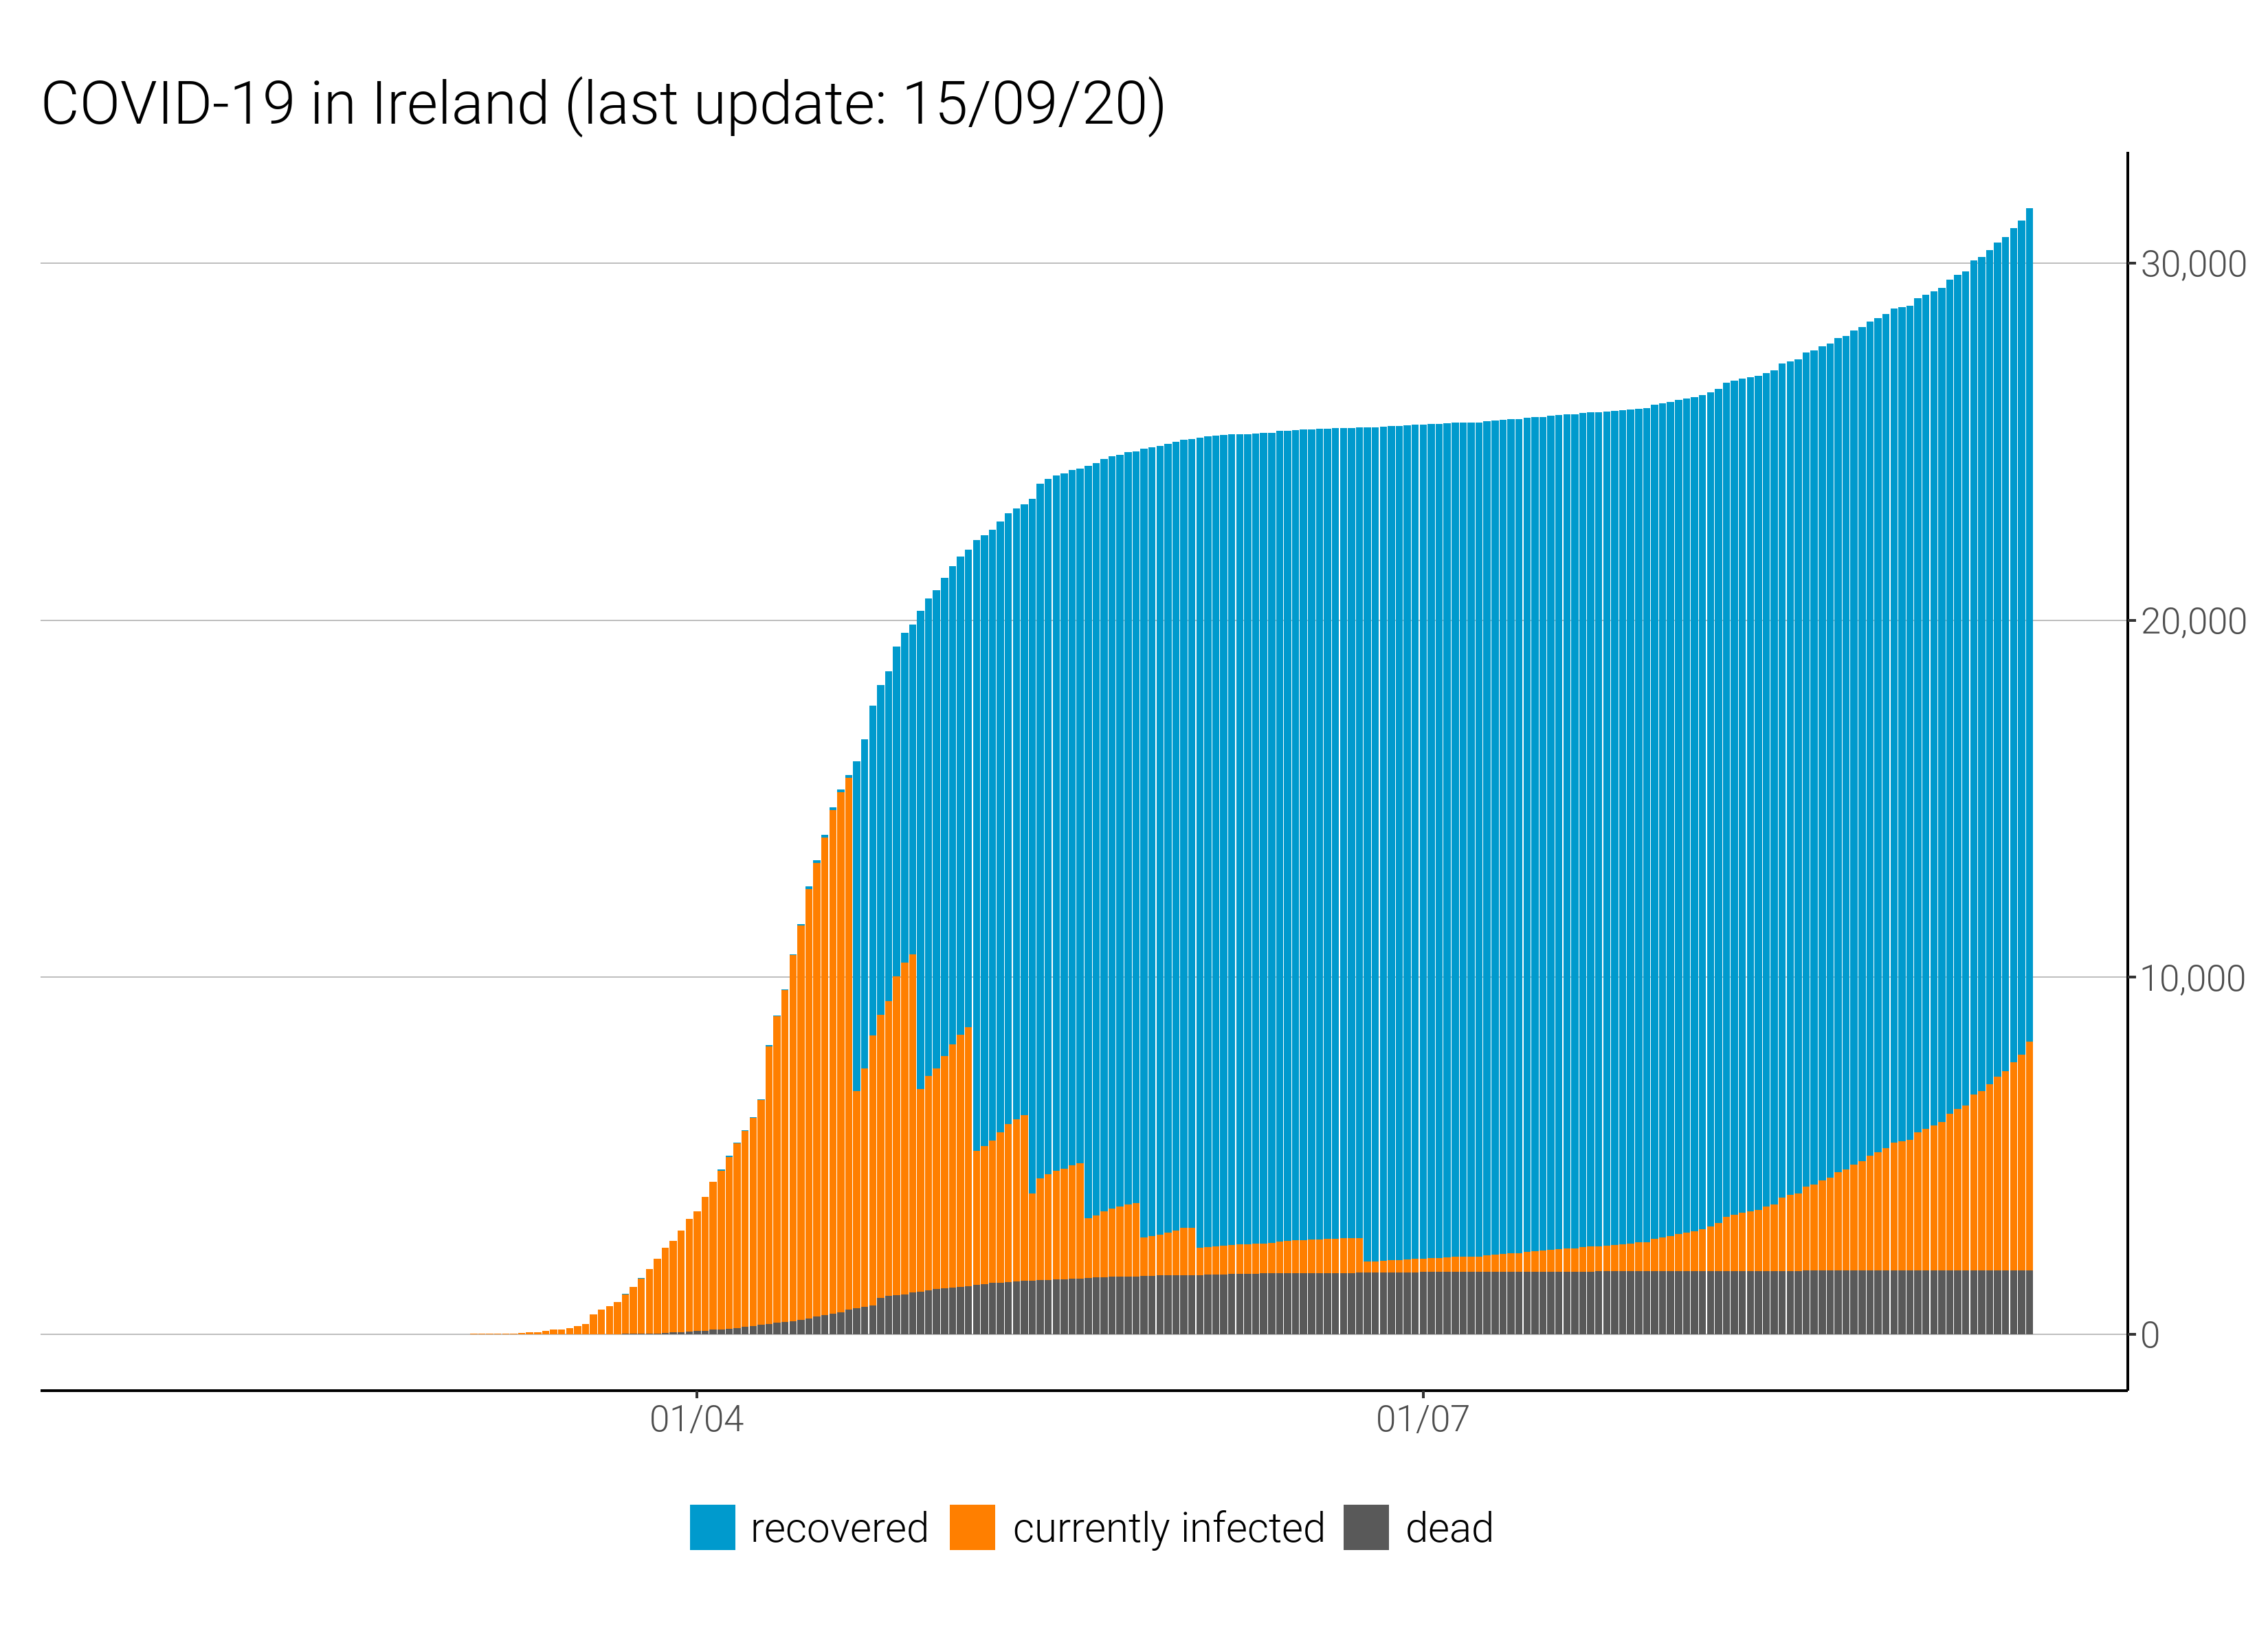 COVID-19 in Ireland (last update: 15/09/20)
30,000
20,000
10,000
0
01/04 01/07
recovered currently infected dead